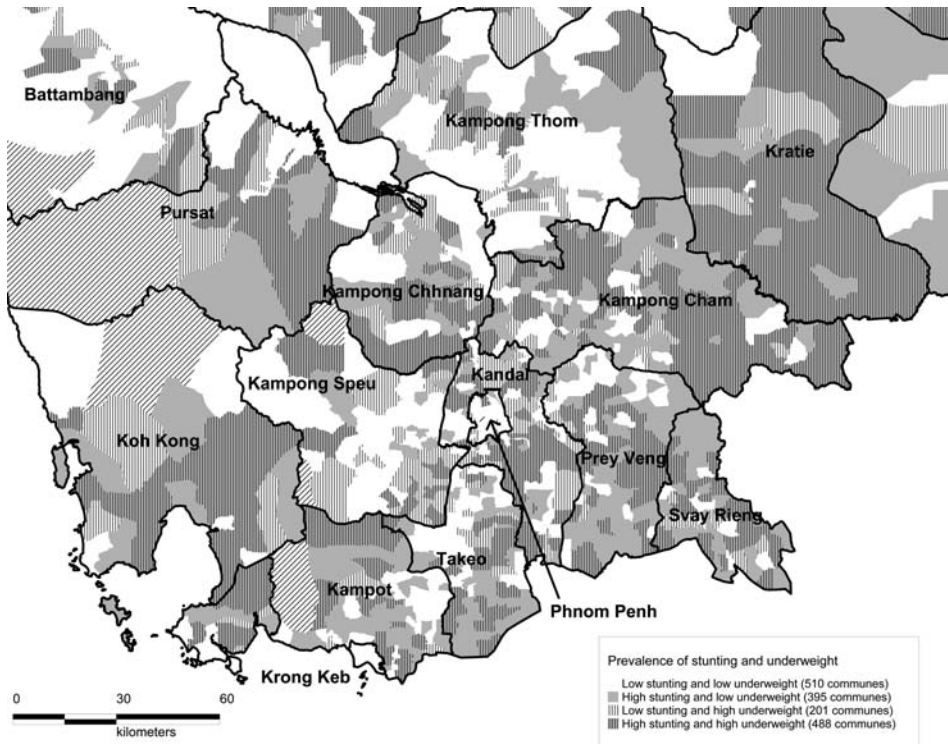 Battambang
Kampong Thom
Kratie
Pursat
Kampong Chhnang
Kampong Cham
Kampong Speu
Kandal
Koh Kong
Prey Veng
Svay Rieng
Takeo
Kampot
Phnom Penh
Krong Keb
0 30 60
kilometers
Prevalence of stunting and underweight
Low stunting and low underweight (510 communes)
High stunting and low underweight (395 communes)
Low stunting and high underweight (201 communes)
High stunting and high underweight (488 communes)